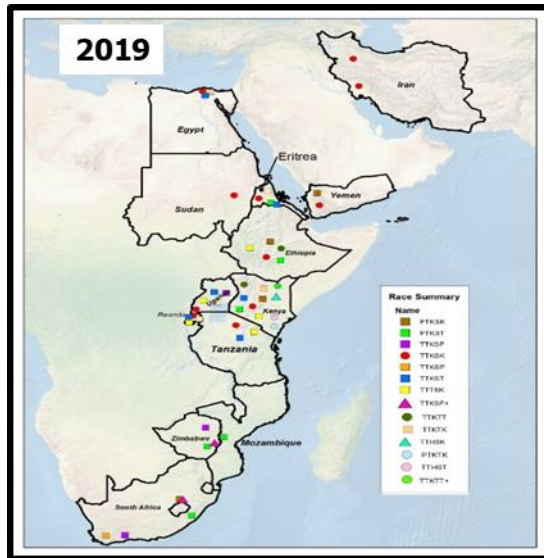 2019
Iran
Egypt
Eritrea
Sudan
Yemen
Ethiopia
Kenya
Rwanda
Tanzania
Zimbabwe
Mozambique
South Africa
Race Summary
Name
PTKSK
PTKST
TTKSF
TTKSK
TTKSP
TTKST
TTTSK
TTKSF+
TTKTT
TTKTK
TTHSK
PTKTK
TTHST
TTKTT+